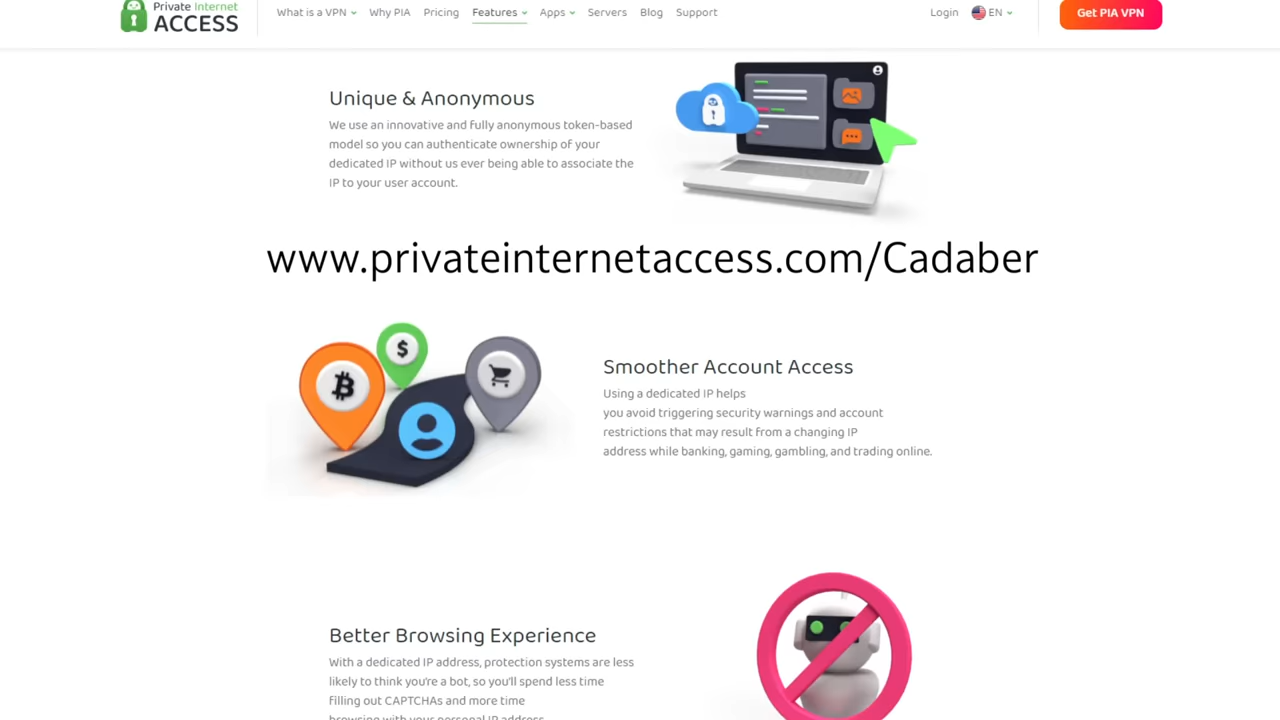 Private Internet
ACCESS
What is a VPN
Why PIA
Pricing
Features
Apps
Servers
Blog
Support
Login
EN
Get PIA VPN
Unique & Anonymous
We use an innovative and fully anonymous token-based
model so you can authenticate ownership of your
dedicated IP without us ever being able to associate the
IP to your user account.
www.privateinternetaccess.com/Cadaber
$
Smoother Account Access
Using a dedicated IP helps
you avoid triggering security warnings and account
restrictions that may result from a changing IP
address while banking, gaming, gambling, and trading online.
Better Browsing Experience
With a dedicated IP address, protection systems are less
likely to think you're a bot, so you'll spend less time
filling out CAPTCHAs and more time
browsing with your personal IP address.